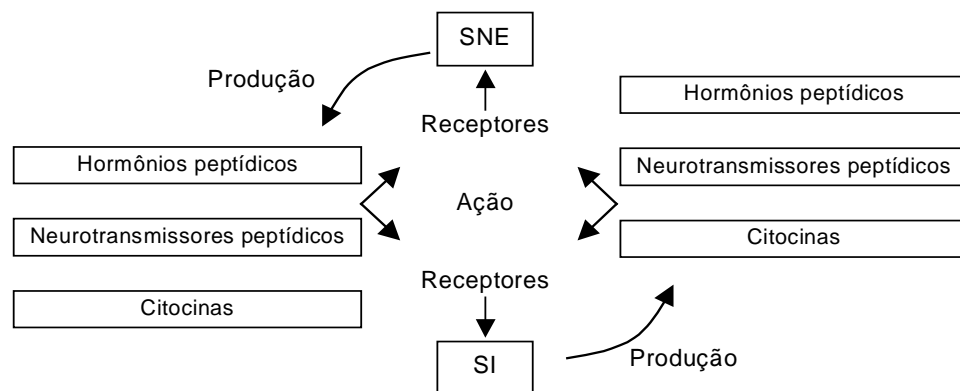 SNE
Produção
Hormônios peptídicos
Receptores
Hormônios peptídicos
Neurotransmissores peptídicos
Ação
Neurotransmissores peptídicos
Citocinas
Receptores
Citocinas
SI
Produção